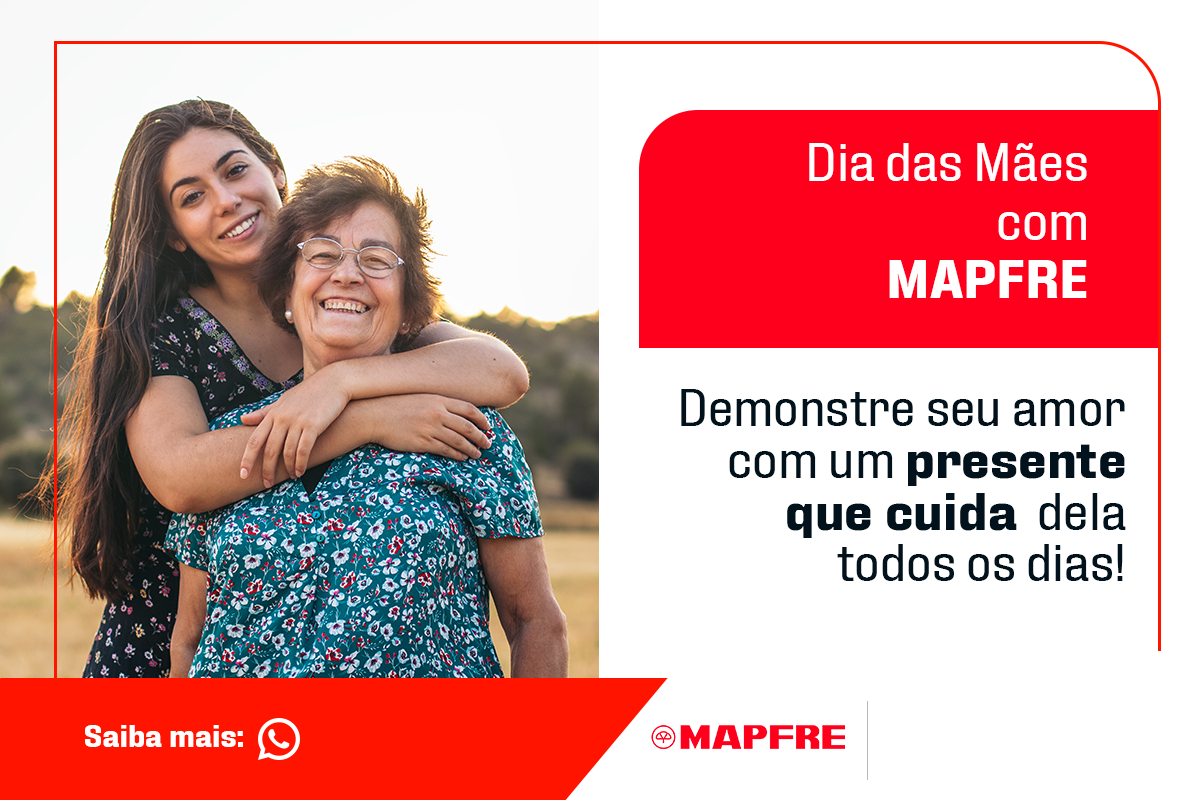 Dia das Mães
com
MAPFRE
Demonstre seu amor
com um presente
que cuida dela
todos os dias!
Saiba mais:
MAPFRE